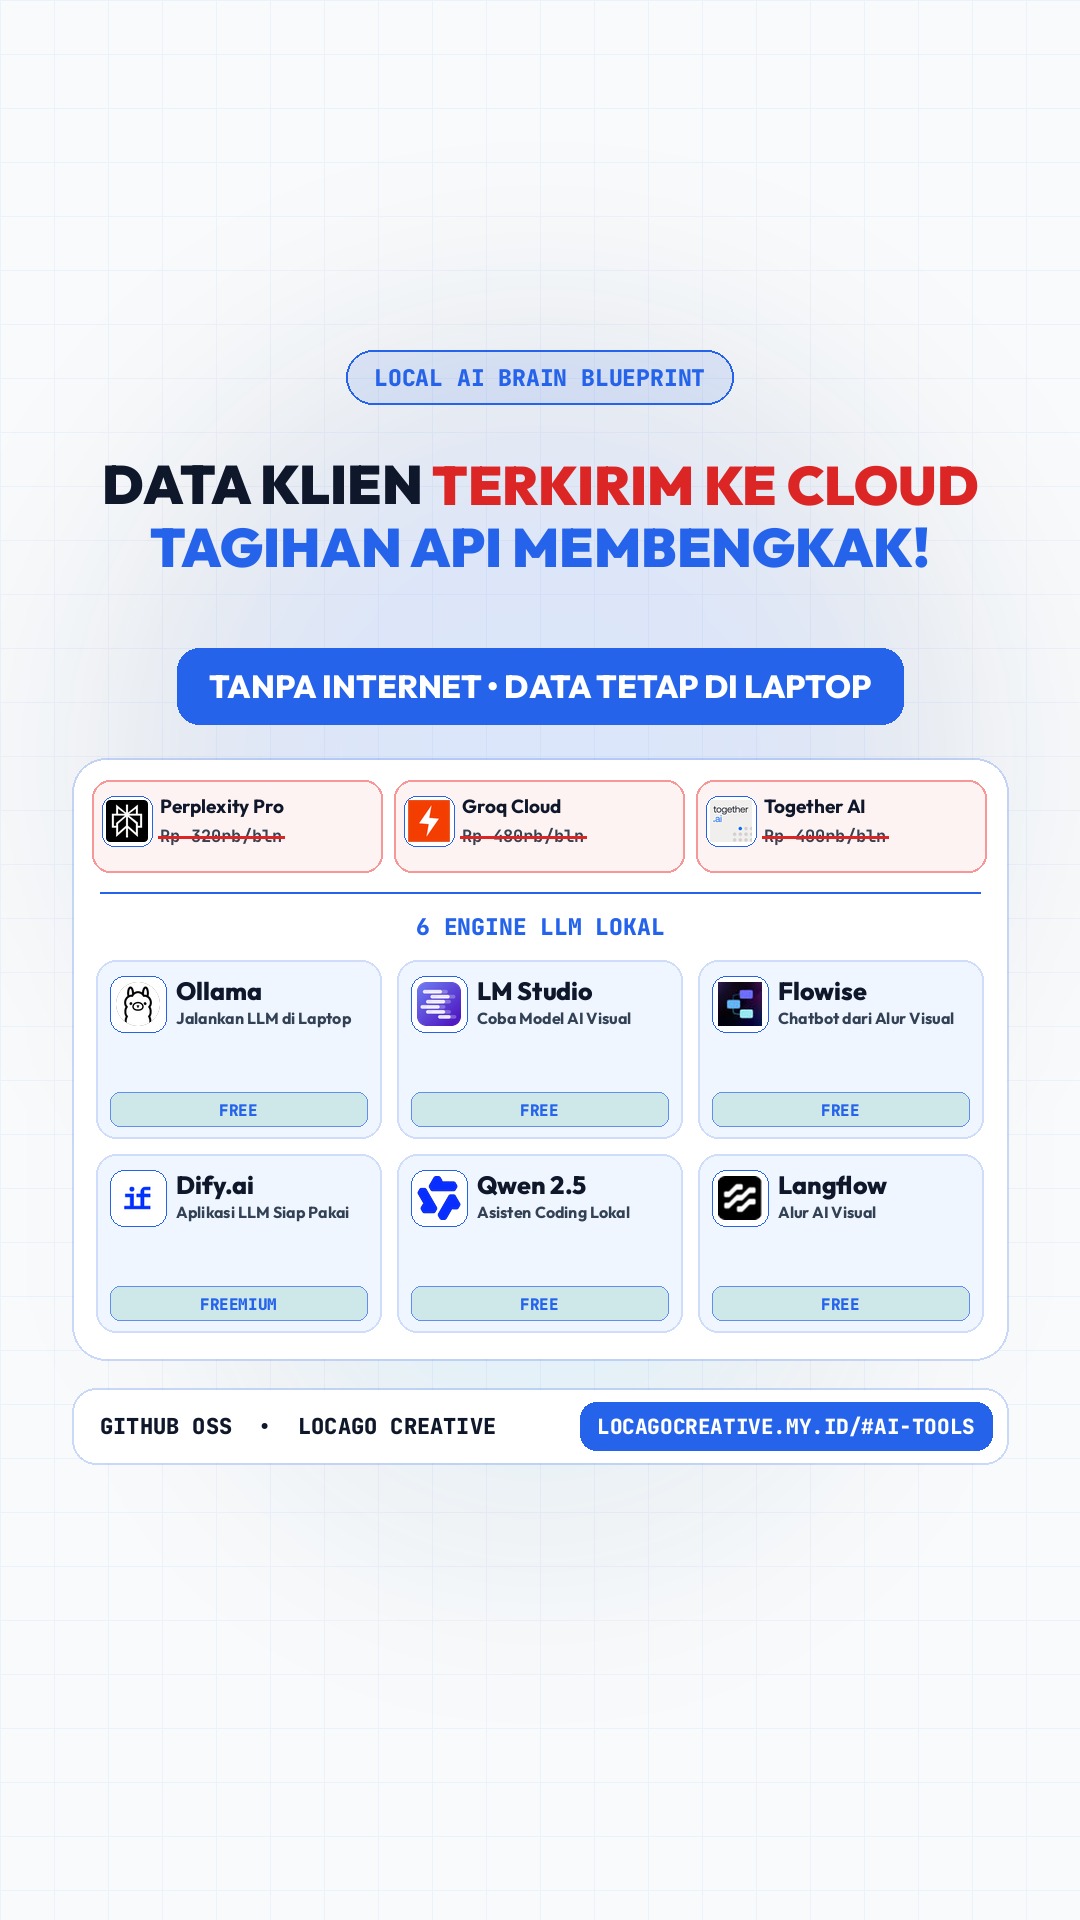 LOCAL AI BRAIN BLUEPRINT
DATA KLIEN TERKIRIM KE CLOUD
TAGIHAN API MEMBENGKAK!
TANPA INTERNET • DATA TETAP DI LAPTOP
Perplexity Pro
Rp 320rb/bln
Groq Cloud
Rp 480rb/bln
together.ai
Together AI
Rp 400rb/bln
6 ENGINE LLM LOKAL
Ollama
Jalankan LLM di Laptop
FREE
LM Studio
Coba Model AI Visual
FREE
Flowise
Chatbot dari Alur Visual
FREE
if
Dify.ai
Aplikasi LLM Siap Pakai
FREEMIUM
Qwen 2.5
Asisten Coding Lokal
FREE
Langflow
Alur AI Visual
FREE
GITHUB OSS • LOCAGO CREATIVE
LOCAGOCREATIVE.MY.ID/#AI-TOOLS